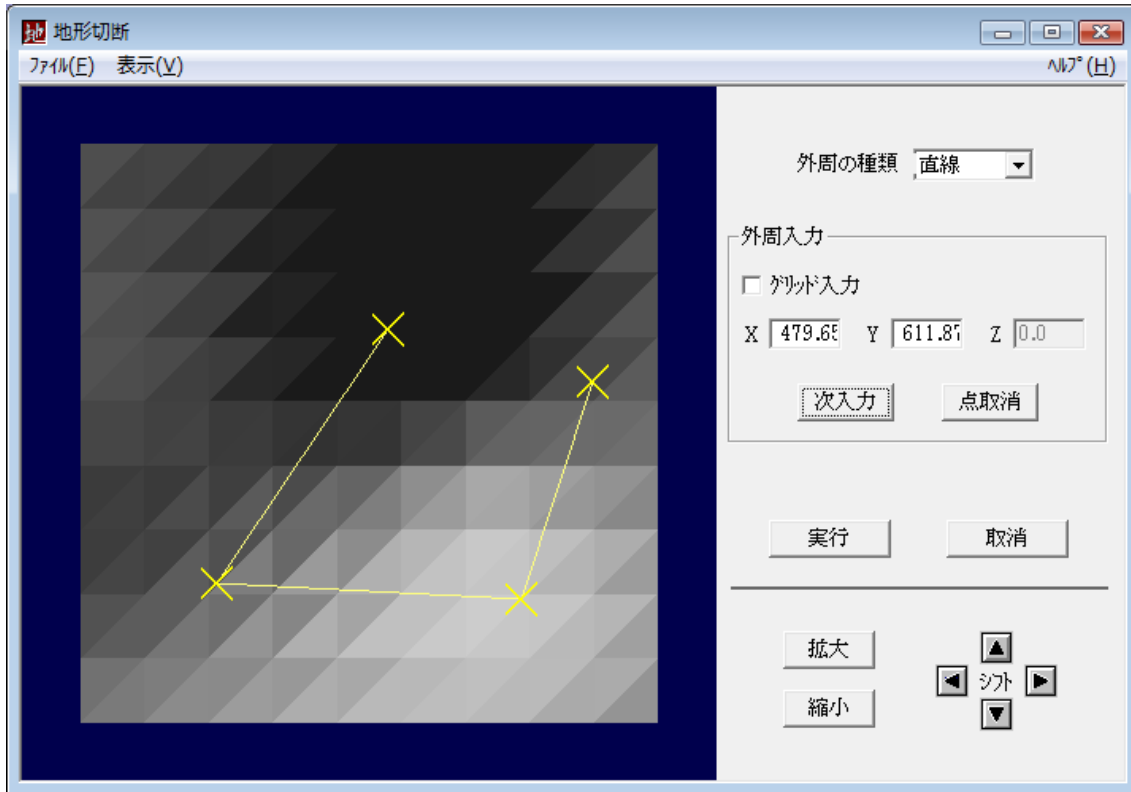 地形切断
ﾌｧｲﾙ(F) 表示(V) ﾍﾙﾌﾟ(H)
外周の種類 直線
外周入力
ｸﾞﾘｯﾄﾞ入力
X 479.65 Y 611.87 Z 0.0
次入力 点取消
実行 取消
拡大
ｼﾌﾄ
縮小